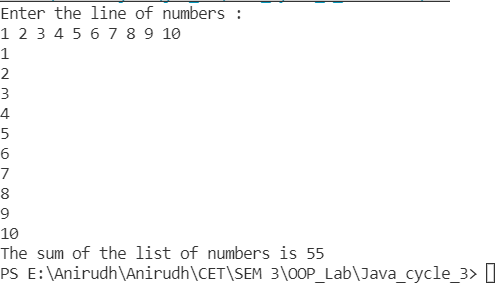 Enter the line of numbers :
1 2 3 4 5 6 7 8 9 10
1
2
3
4
5
6
7
8
9
10
The sum of the list of numbers is 55
PS E:\Anirudh\Anirudh\CET\SEM 3\OOP_Lab\Java_cycle_3>